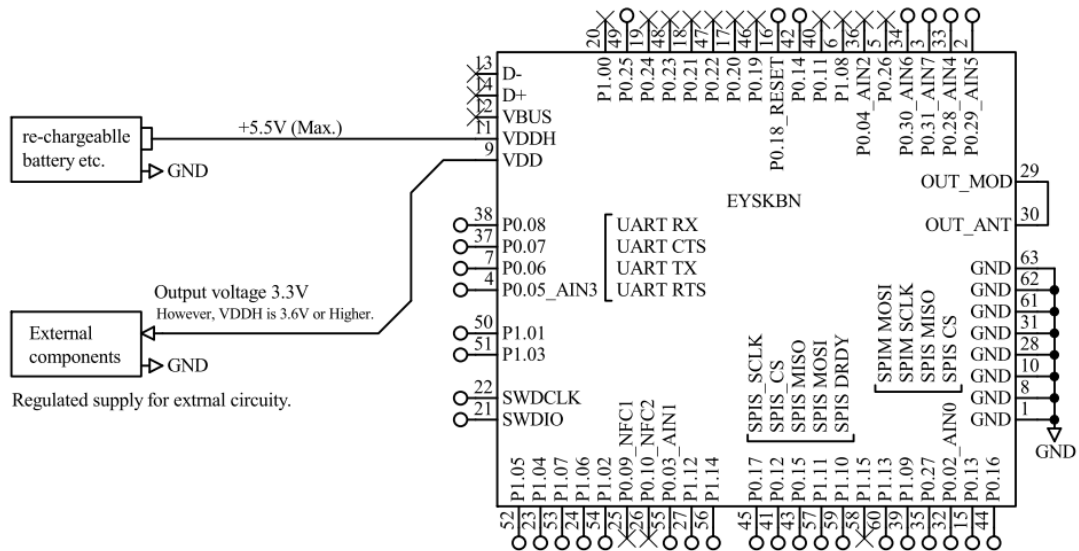 20
49
19
48
18
47
17
46
16
42
40
6
36
5
34
3
33
2
P1.00
P0.25
P0.24
P0.23
P0.21
P0.22
P0.20
P0.19
P0.18_RESET
P0.14
P0.11
P1.08
P0.04_AIN2
P0.26
P0.30_AIN6
P0.31_AIN7
P0.28_AIN4
P0.29_AIN5
13 D-
14 D+
12 VBUS
11 VDDH
9 VDD
re-chargeablle
battery etc.
+5.5V (Max.)
GND
EYSKBN
OUT_MOD 29
OUT_ANT 30
38 P0.08 UART RX
37 P0.07 UART CTS
7 P0.06 UART TX
4 P0.05_AIN3 UART RTS
50 P1.01
51 P1.03
22 SWDCLK
21 SWDIO
Output voltage 3.3V
However, VDDH is 3.6V or Higher.
External
components
GND
Regulated supply for extrnal circuity.
GND 63
GND 62
GND 61
GND 31
GND 28
GND 10
GND 8
GND 1
GND
SPIM MOSI
SPIM SCLK
SPIS MISO
SPIS CS
SPIS_SCLK
SPIS_CS
SPIS MISO
SPIS MOSI
SPIS DRDY
P1.05
P1.04
P1.07
P1.06
P1.02
P0.09_NFC1
P0.10_NFC2
P0.03_AIN1
P1.12
P1.14
P0.17
P0.12
P0.15
P1.11
P1.10
P1.15
P1.13
P1.09
P0.27
P0.02_AIN0
P0.13
P0.16
52
23
53
24
54
25
26
55
27
56
45
41
43
57
59
58
60
39
35
32
15
44